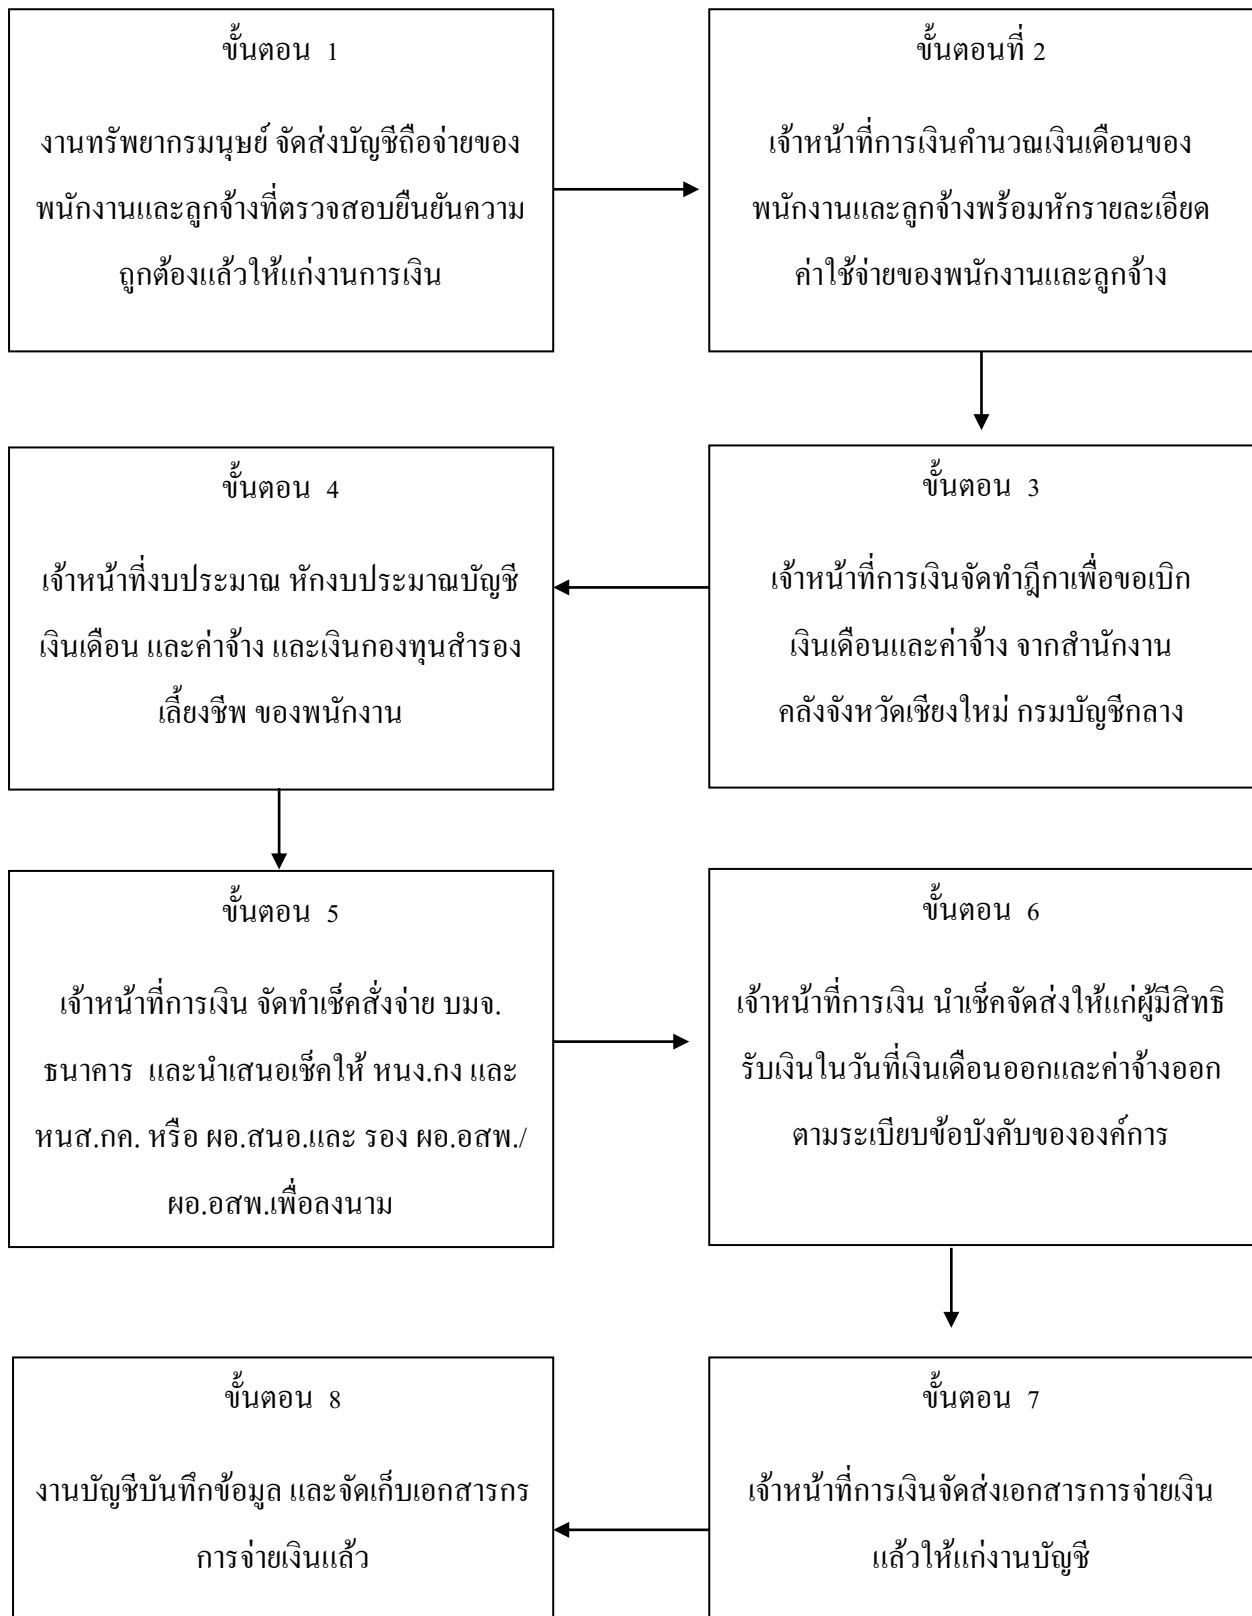 ขั้นตอน 1
งานทรัพยากรมนุษย์ จัดส่งบัญชีถือจ่ายของ
พนักงานและลูกจ้างที่ตรวจสอบยืนยันความ
ถูกต้องแล้วให้แก่งานการเงิน
ขั้นตอนที่ 2
เจ้าหน้าที่การเงินคำนวณเงินเดือนของ
พนักงานและลูกจ้างพร้อมหักรายละเอียด
ค่าใช้จ่ายของพนักงานและลูกจ้าง
ขั้นตอน 3
เจ้าหน้าที่การเงินจัดทำฎีกาเพื่อขอเบิก
เงินเดือนและค่าจ้าง จากสำนักงาน
คลังจังหวัดเชียงใหม่ กรมบัญชีกลาง
ขั้นตอน 4
เจ้าหน้าที่งบประมาณ หักงบประมาณบัญชี
เงินเดือน และค่าจ้าง และเงินกองทุนสำรอง
เลี้ยงชีพ ของพนักงาน
ขั้นตอน 5
เจ้าหน้าที่การเงิน จัดทำเช็คสั่งจ่าย บมจ.
ธนาคาร และนำเสนอเช็คให้ หนง.กง และ
หนส.กค. หรือ ผอ.สนอ.และ รอง ผอ.อสพ./
ผอ.อสพ.เพื่อลงนาม
ขั้นตอน 6
เจ้าหน้าที่การเงิน นำเช็คจัดส่งให้แก่ผู้มีสิทธิ
รับเงินในวันที่เงินเดือนออกและค่าจ้างออก
ตามระเบียบข้อบังคับขององค์การ
ขั้นตอน 7
เจ้าหน้าที่การเงินจัดส่งเอกสารการจ่ายเงิน
แล้วให้แก่งานบัญชี
ขั้นตอน 8
งานบัญชีบันทึกข้อมูล และจัดเก็บเอกสารกร
การจ่ายเงินแล้ว